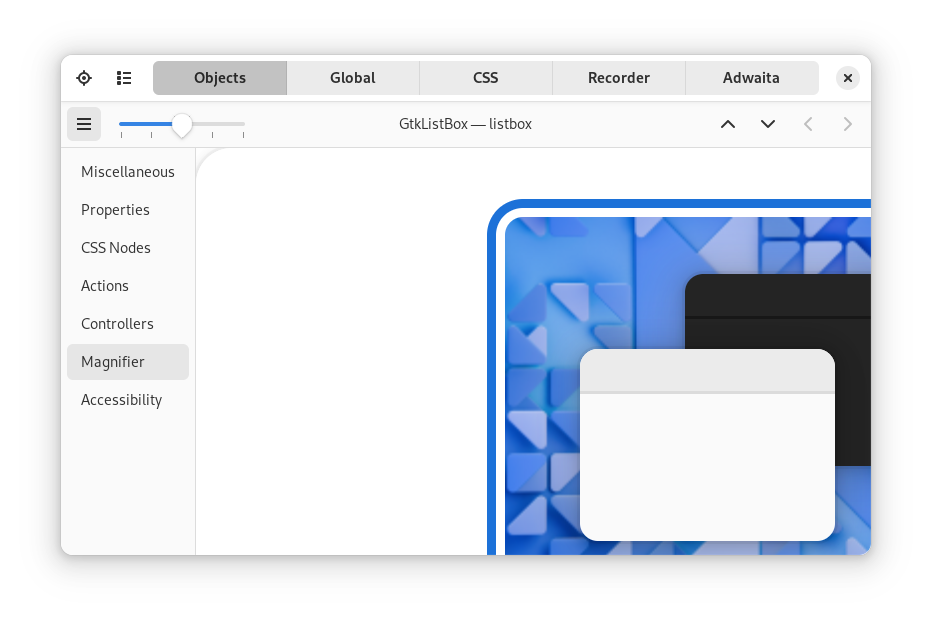 Objects
Global
CSS
Recorder
Adwaita
GtkListBox — listbox
Miscellaneous
Properties
CSS Nodes
Actions
Controllers
Magnifier
Accessibility